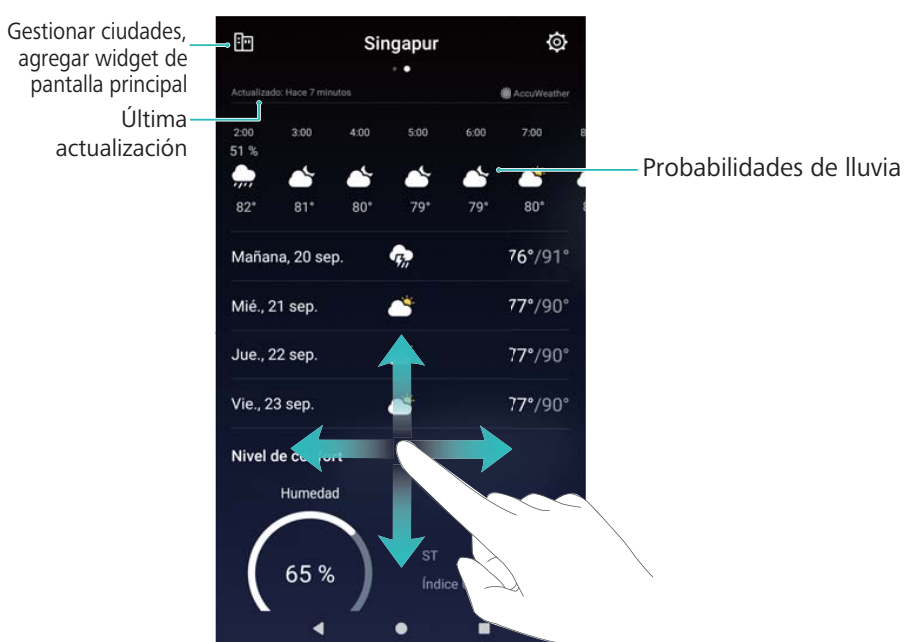 Gestionar ciudades,
agregar widget de
pantalla principal
Última
actualización
Singapur
Actualizado: Hace 7 minutos
AccuWeather
2:00 3:00 4:00 5:00 6:00 7:00 8
51 %
82° 81° 80° 79° 79° 80° 8
Probabilidades de lluvia
Mañana, 20 sep. 76°/91°
Mié., 21 sep. 77°/90°
Jue., 22 sep. 77°/90°
Vie., 23 sep. 77°/90°
Nivel de
Humedad
65 %
ST
Índice